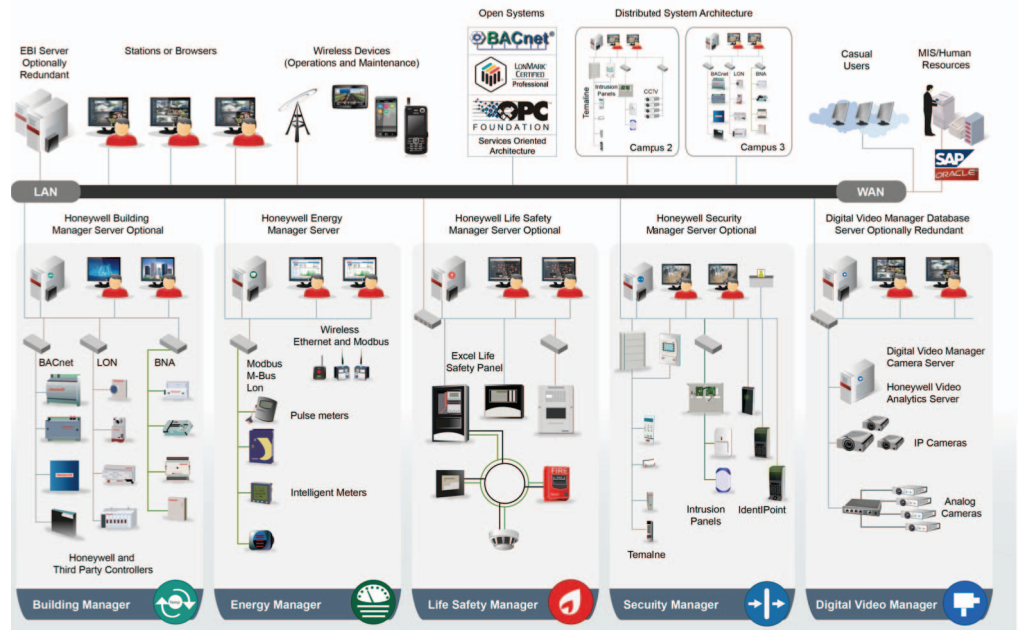 Open Systems
Distributed System Architecture
EBI Server
Optionally
Redundant
Stations or Browsers
Wireless Devices
(Operations and Maintenance)
BACnet®
LONMARK
CERTIFIED
Professional
OPC
FOUNDATION
Services Oriented
Architecture
Temaline
Intrusion
Panels
CCTV
Campus 2
BACnet
LON
BNA
Campus 3
Casual
Users
MIS/Human
Resources
SAP
ORACLE
LAN
WAN
Honeywell Building
Manager Server Optional
Honeywell Energy
Manager Server
Honeywell Life Safety
Manager Server Optional
Honeywell Security
Manager Server Optional
Digital Video Manager Database
Server Optionally Redundant
BACnet
LON
BNA
Honeywell and
Third Party Controllers
Wireless
Ethernet and Modbus
Modbus
M-Bus
Lon
Pulse meters
Intelligent Meters
Excel Life
Safety Panel
FIRE
Intrusion
Panels
IdentIPoint
Temalne
Digital Video Manager
Camera Server
Honeywell Video
Analytics Server
IP Cameras
Analog
Cameras
Building Manager
Energy Manager
Life Safety Manager
Security Manager
Digital Video Manager